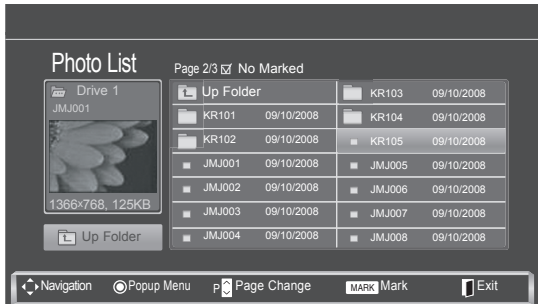 Photo List
Page 2/3 ☑ No Marked
Drive 1
JMJ001
1366x768, 125KB
Up Folder
Up Folder
KR101 09/10/2008
KR102 09/10/2008
JMJ001 09/10/2008
JMJ002 09/10/2008
JMJ003 09/10/2008
JMJ004 09/10/2008
KR103 09/10/2008
KR104 09/10/2008
KR105 09/10/2008
JMJ005 09/10/2008
JMJ006 09/10/2008
JMJ007 09/10/2008
JMJ008 09/10/2008
Navigation Popup Menu P Page Change MARK Mark Exit